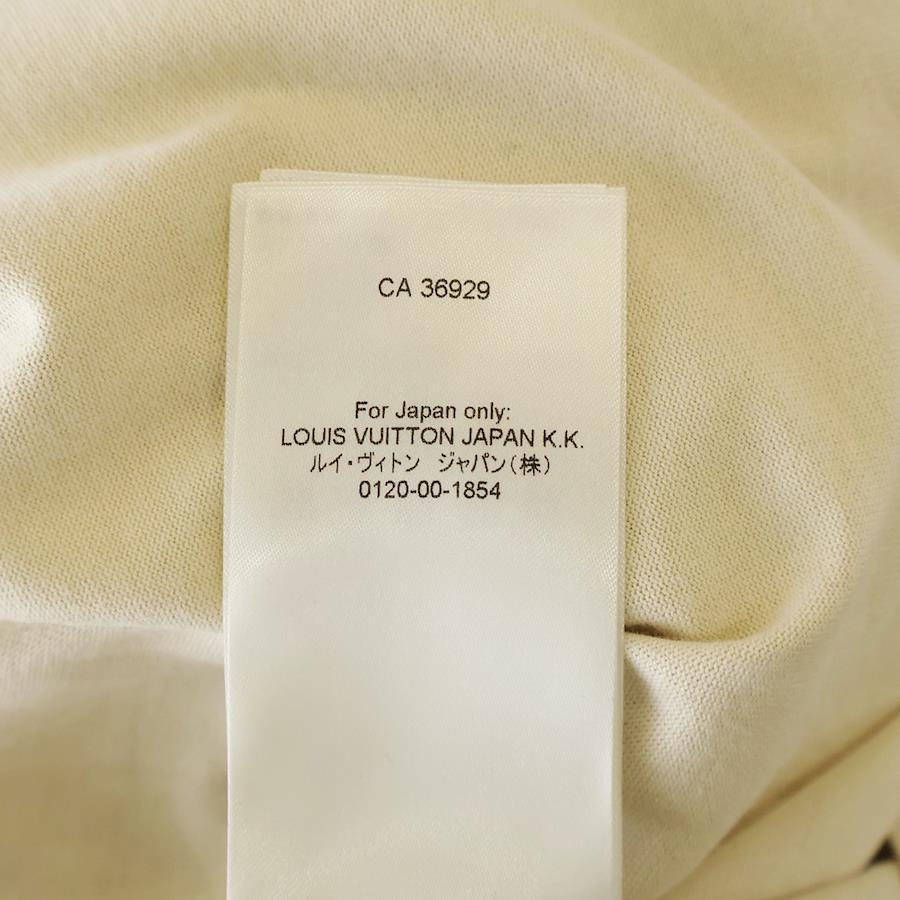 CA 36929
For Japan only:
LOUIS VUITTON JAPAN K.K.
ルイ・ヴィトン　ジャパン（株）
0120-00-1854